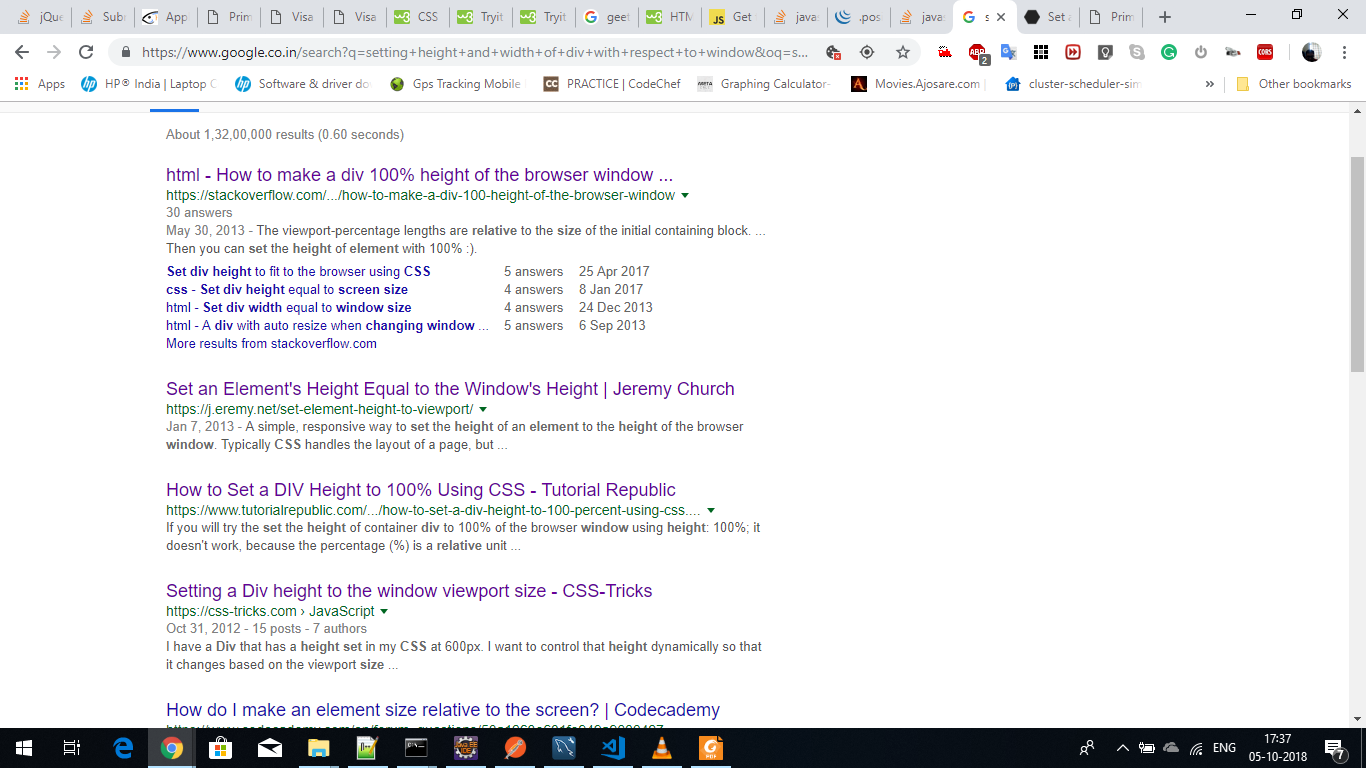 jQue
Subm
App
Prim
Visa
Visa
CSS
Tryit
Tryit
geet
HTM
Get
javas
.pos
javas
s
Set a
Prim
https://www.google.co.in/search?q=setting+height+and+width+of+div+with+respect+to+window&oq=s...
ABP
2
CORS
Apps
HP® India | Laptop C
Software & driver do
Gps Tracking Mobile
CC PRACTICE | CodeChef
Graphing Calculator-
Movies.Ajosare.com |
cluster-scheduler-sim
»
Other bookmarks
About 1,32,00,000 results (0.60 seconds)
html - How to make a div 100% height of the browser window ...
https://stackoverflow.com/.../how-to-make-a-div-100-height-of-the-browser-window
30 answers
May 30, 2013 - The viewport-percentage lengths are relative to the size of the initial containing block. ...
Then you can set the height of element with 100% :).
Set div height to fit to the browser using CSS 5 answers 25 Apr 2017
css - Set div height equal to screen size 4 answers 8 Jan 2017
html - Set div width equal to window size 4 answers 24 Dec 2013
html - A div with auto resize when changing window ... 5 answers 6 Sep 2013
More results from stackoverflow.com
Set an Element's Height Equal to the Window's Height | Jeremy Church
https://j.eremy.net/set-element-height-to-viewport/
Jan 7, 2013 - A simple, responsive way to set the height of an element to the height of the browser
window. Typically CSS handles the layout of a page, but ...
How to Set a DIV Height to 100% Using CSS - Tutorial Republic
https://www.tutorialrepublic.com/.../how-to-set-a-div-height-to-100-percent-using-css....
If you will try the set the height of container div to 100% of the browser window using height: 100%; it
doesn't work, because the percentage (%) is a relative unit ...
Setting a Div height to the window viewport size - CSS-Tricks
https://css-tricks.com › JavaScript
Oct 31, 2012 - 15 posts - 7 authors
I have a Div that has a height set in my CSS at 600px. I want to control that height dynamically so that
it changes based on the viewport size ...
How do I make an element size relative to the screen? | Codecademy
ENG
17:37
05-10-2018
7